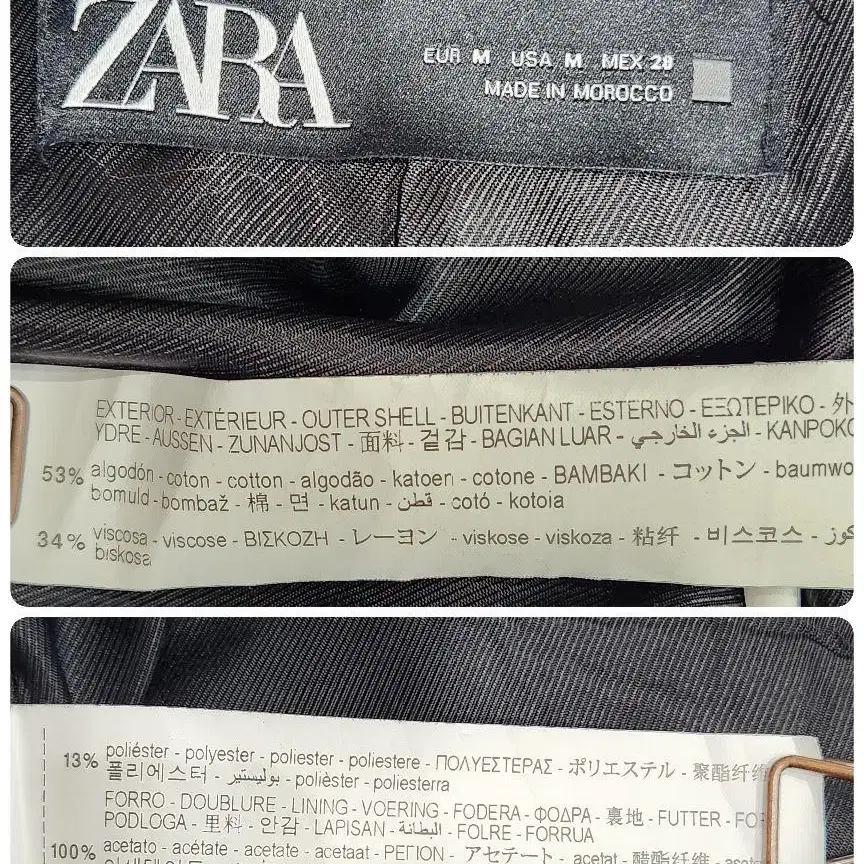 ZARA
EUR M USA M MEX 28
MADE IN MOROCCO
EXTERIOR - EXTÉRIEUR - OUTER SHELL - BUITENKANT - ESTERNO - ΕΞΩΤΕΡΙΚΟ - 外
YDRE - AUSSEN - ZUNANJOST - 面料 - 겉감 - BAGIAN LUAR - الجزء الخارجي - KANPOKO
53% algodón - coton - cotton - algodão - katoen - cotone - ΒΑΜΒΑΚΙ - コットン - baumwo
bomuld - bombaž - 棉 - 면 - katun - قطن - cotó - kotoia
34% viscosa - viscose - ΒΙΣΚΟΖΗ - レーヨン - viskose - viskoza - 粘纤 - 비스코스 - كوز
biskosa
13% poliéster - polyester - poliester - poliestere - ΠΟΛΥΕΣΤΕΡΑΣ - ポリエステル - 聚酯纤维
폴리에스터 - بوليستير - polièster - poliesterra
FORRO - DOUBLURE - LINING - VOERING - FODERA - ΦΟΔΡΑ - 裏地 - FUTTER - FO
PODLOGA - 里料 - 안감 - LAPISAN - البطانة - FOLRE - FORRUA
100% acetato - acétate - acetate - acetaat - ΡΕΓΙΟΝ - アセテート - acetat - 醋酯纤维 - aseta